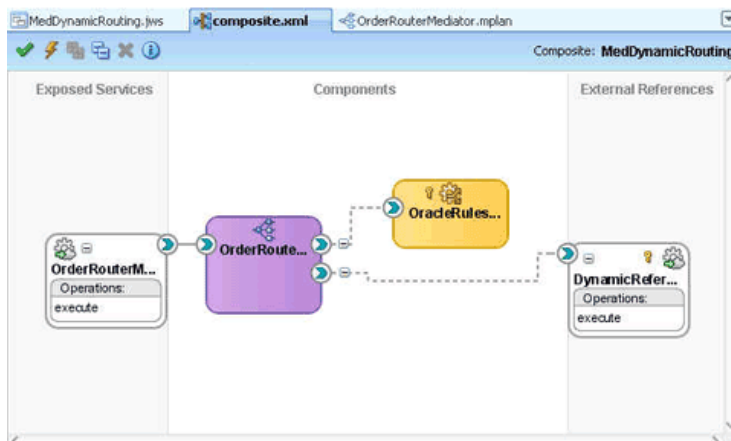 MedDynamicRouting.jws composite.xml OrderRouterMediator.mplan
Composite: MedDynamicRouting
Exposed Services Components External References
OracleRules...
OrderRoute...
OrderRouterM...
Operations:
execute
DynamicRefer...
Operations:
execute